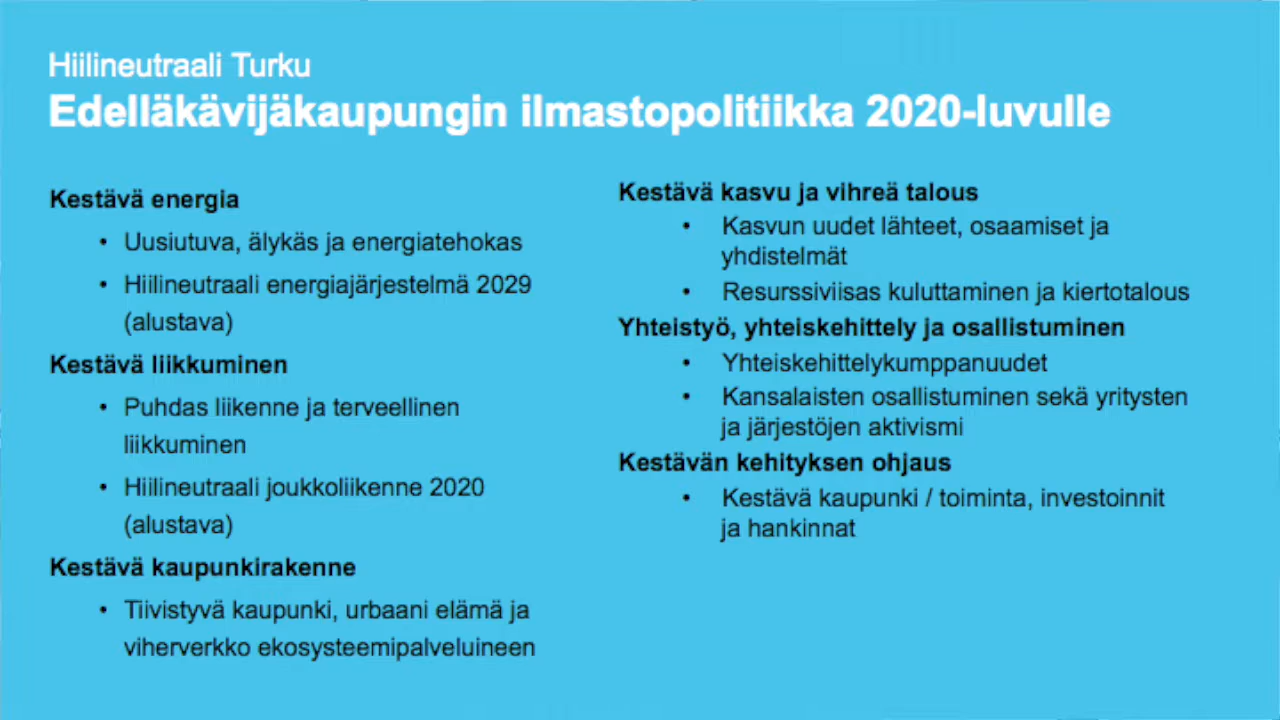 Hiilineutraali Turku
Edelläkävijäkaupungin ilmastopolitiikka 2020-luvulle
Kestävä energia
• Uusiutuva, älykäs ja energiatehokas
• Hiilineutraali energiajärjestelmä 2029
(alustava)
Kestävä liikkuminen
• Puhdas liikenne ja terveellinen
liikkuminen
• Hiilineutraali joukkoliikenne 2020
(alustava)
Kestävä kaupunkirakenne
• Tiivistyvä kaupunki, urbaani elämä ja
viherverkko ekosysteemipalveluineen
Kestävä kasvu ja vihreä talous
• Kasvun uudet lähteet, osaamiset ja
yhdistelmät
• Resurssiviisas kuluttaminen ja kiertotalous
Yhteistyö, yhteiskehittely ja osallistuminen
• Yhteiskehittelykumppanuudet
• Kansalaisten osallistuminen sekä yritysten
ja järjestöjen aktivismi
Kestävän kehityksen ohjaus
• Kestävä kaupunki / toiminta, investoinnit
ja hankinnat